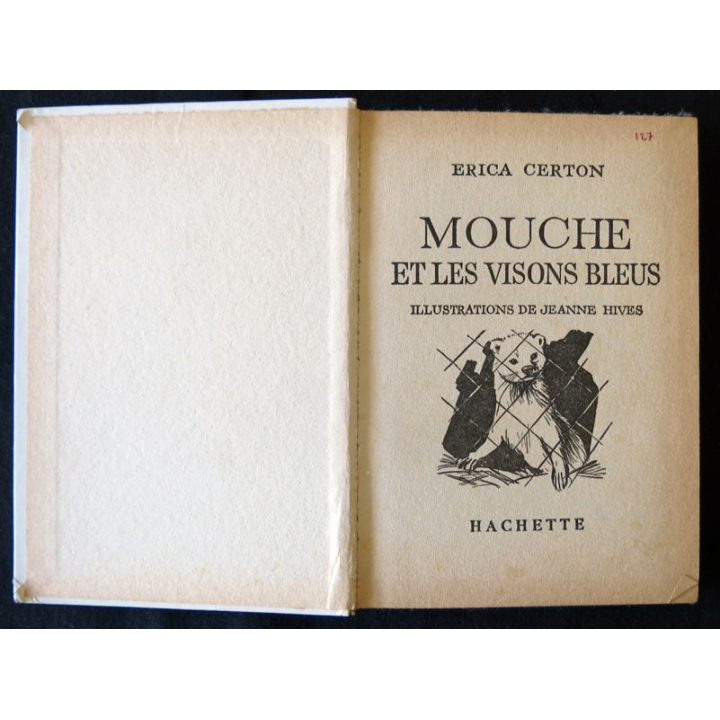 127
ERICA CERTON
MOUCHE
ET LES VISONS BLEUS
ILLUSTRATIONS DE JEANNE HIVES
HACHETTE